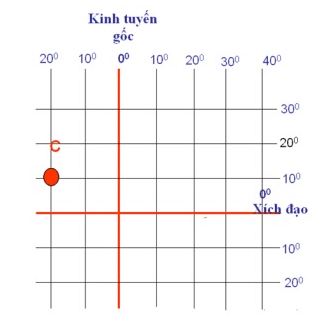 Kinh tuyến
gốc
20⁰ 10⁰ 0⁰ 10⁰ 20⁰ 30⁰ 40⁰
30⁰
C 20⁰
10⁰
0⁰
Xích đạo
10⁰
20⁰